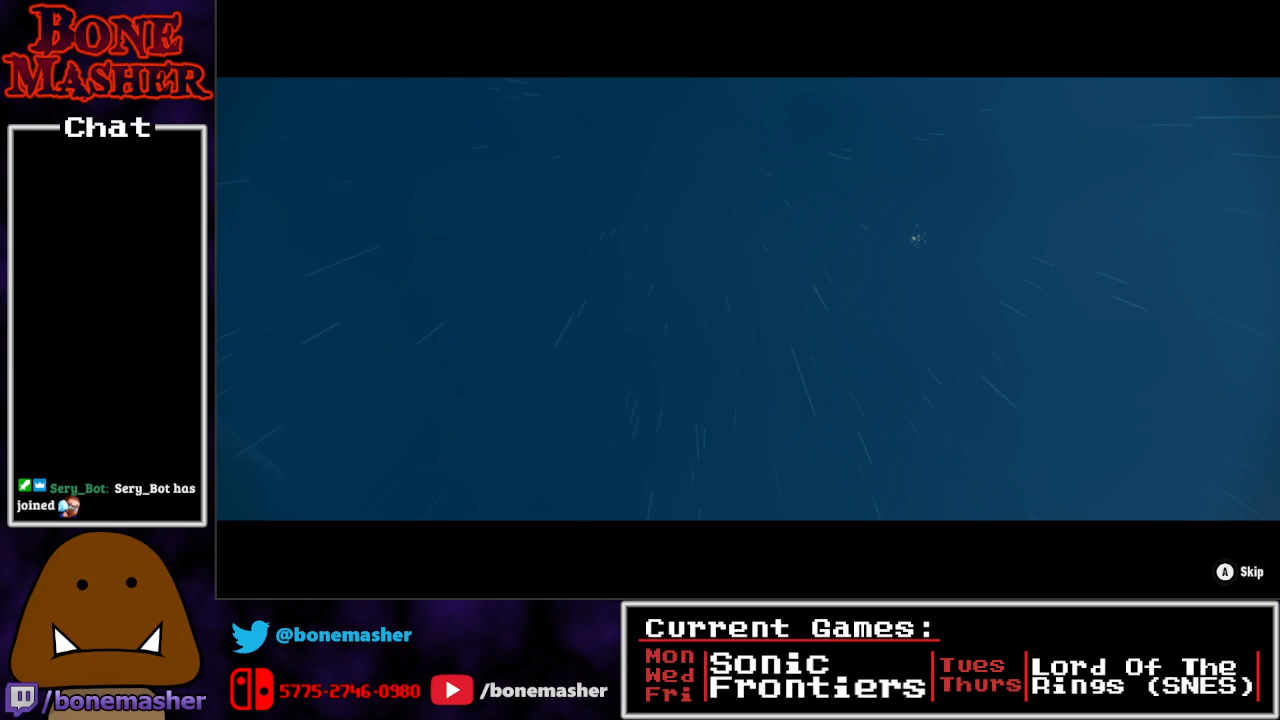 BONE
MASHER
Chat
Sery_Bot: Sery_Bot has
joined
A Skip
@bonemasher
5775-2746-0980
/bonemasher
/bonemasher
Current Games:
Mon
Wed
Fri
Sonic
Frontiers
Tues
Thurs
Lord Of The
Rings (SNES)